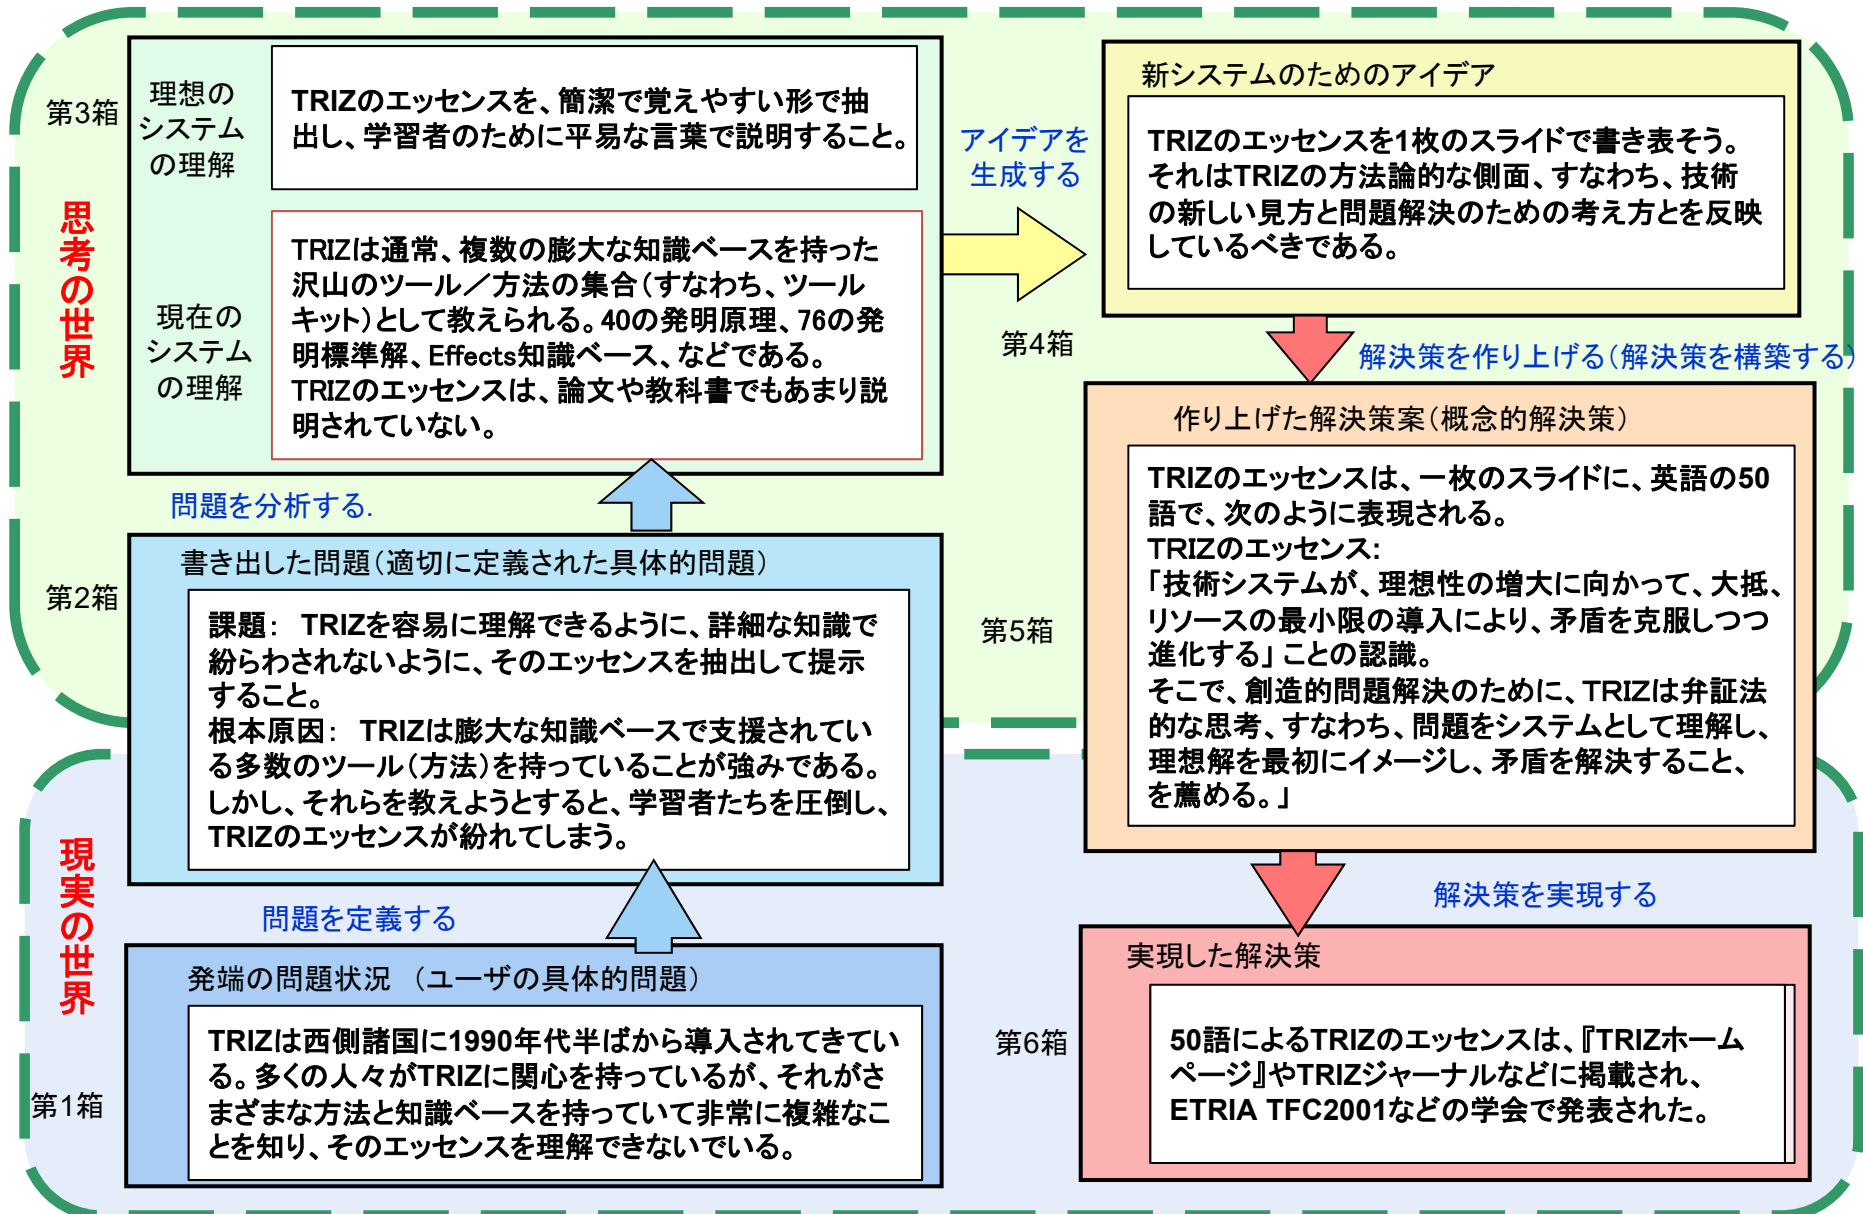 第3箱
理想の
システム
の理解
TRIZのエッセンスを、簡潔で覚えやすい形で抽
出し、学習者のために平易な言葉で説明すること。
思考の世界
現在の
システム
の理解
TRIZは通常、複数の膨大な知識ベースを持った
沢山のツール／方法の集合（すなわち、ツール
キット）として教えられる。40の発明原理、76の発
明標準解、Effects知識ベース、などである。
TRIZのエッセンスは、論文や教科書でもあまり説
明されていない。
アイデアを
生成する
第4箱
新システムのためのアイデア
TRIZのエッセンスを1枚のスライドで書き表そう。
それはTRIZの方法論的な側面、すなわち、技術
の新しい見方と問題解決のための考え方とを反映
しているべきである。
解決策を作り上げる（解決策を構築する）
問題を分析する.
第2箱
書き出した問題（適切に定義された具体的問題）
課題：　TRIZを容易に理解できるように、詳細な知識で
紛らわされないように、そのエッセンスを抽出して提示
すること。
根本原因：　TRIZは膨大な知識ベースで支援されてい
る多数のツール（方法）を持っていることが強みである。
しかし、それらを教えようとすると、学習者たちを圧倒し、
TRIZのエッセンスが紛れてしまう。
第5箱
作り上げた解決策案（概念的解決策）
TRIZのエッセンスは、一枚のスライドに、英語の50
語で、次のように表現される。
TRIZのエッセンス:
「技術システムが、理想性の増大に向かって、大抵、
リソースの最小限の導入により、矛盾を克服しつつ
進化する」ことの認識。
そこで、創造的問題解決のために、TRIZは弁証法
的な思考、すなわち、問題をシステムとして理解し、
理想解を最初にイメージし、矛盾を解決すること、
を薦める。」
現実の世界
問題を定義する
解決策を実現する
第1箱
発端の問題状況　（ユーザの具体的問題）
TRIZは西側諸国に1990年代半ばから導入されてきてい
る。多くの人々がTRIZに関心を持っているが、それがさ
まざまな方法と知識ベースを持っていて非常に複雑なこ
とを知り、そのエッセンスを理解できないでいる。
第6箱
実現した解決策
50語によるTRIZのエッセンスは、『TRIZホーム
ページ』やTRIZジャーナルなどに掲載され、
ETRIA TFC2001などの学会で発表された。